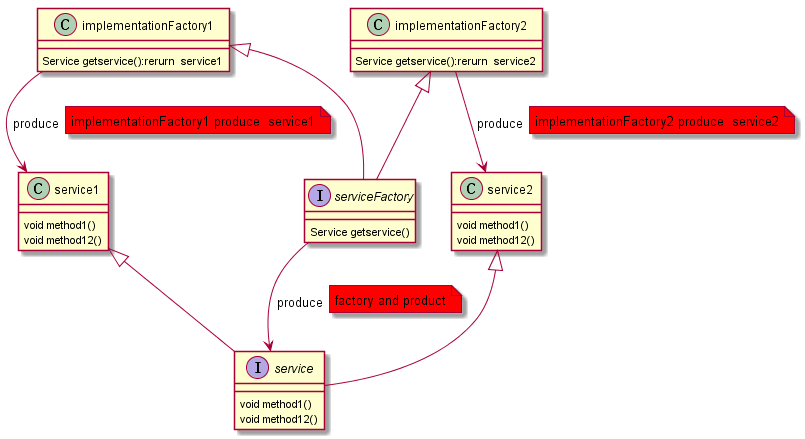 C implementationFactory1
Service getservice():rerurn service1
C implementationFactory2
Service getservice():rerurn service2
produce
implementationFactory1 produce service1
produce
implementationFactory2 produce service2
C service1
void method1()
void method12()
I serviceFactory
Service getservice()
C service2
void method1()
void method12()
produce
factory and product
I service
void method1()
void method12()